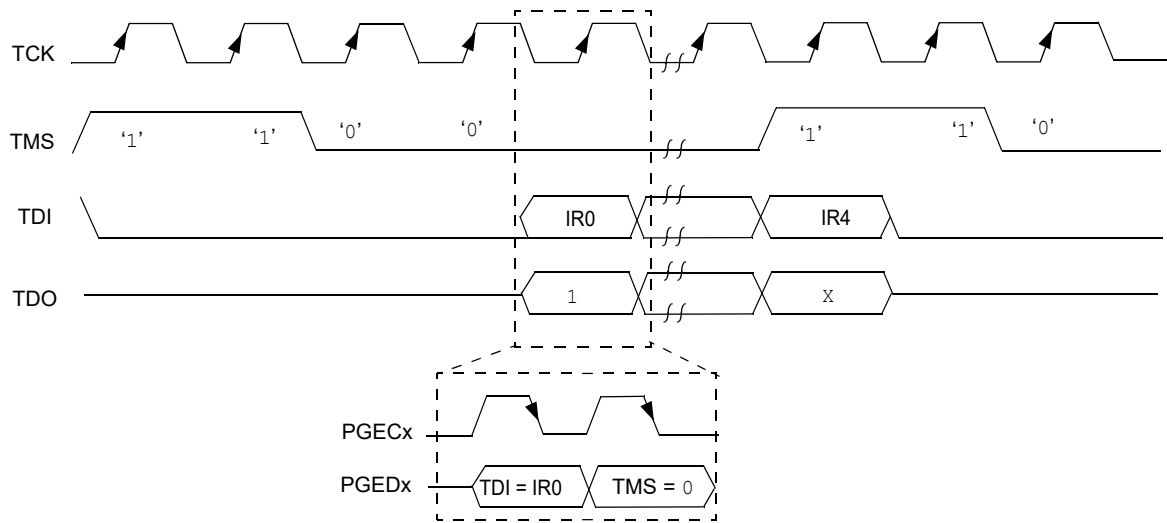 TCK
TMS ‘1’ ‘1’ ‘0’ ‘0’ ‘1’ ‘1’ ‘0’
TDI IR0 IR4
TDO 1 X
PGECx
PGEDx TDI = IR0 TMS = 0